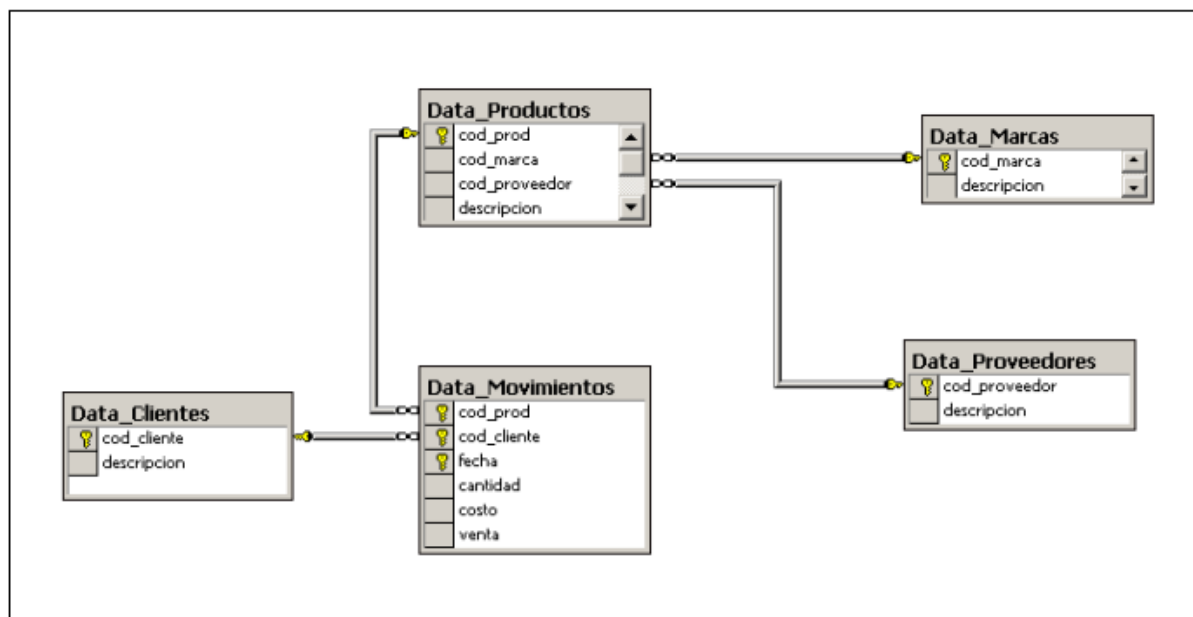 Data_Productos
cod_prod
cod_marca
cod_proveedor
descripcion
Data_Marcas
cod_marca
descripcion
Data_Proveedores
cod_proveedor
descripcion
Data_Movimientos
cod_prod
cod_cliente
fecha
cantidad
costo
venta
Data_Clientes
cod_cliente
descripcion